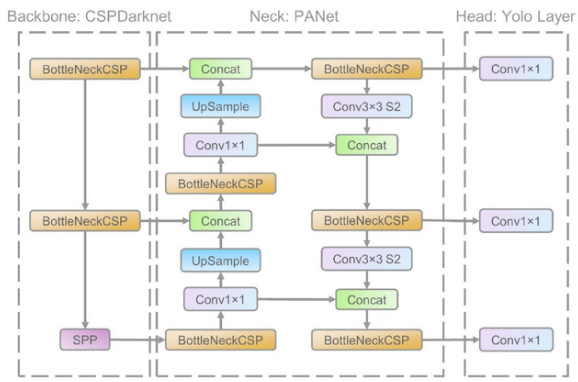 Backbone: CSPDarknet Neck: PANet Head: Yolo Layer
BottleNeckCSP Concat BottleNeckCSP Conv1×1
UpSample Conv3×3 S2
Conv1×1 Concat
BottleNeckCSP
BottleNeckCSP Concat BottleNeckCSP Conv1×1
UpSample Conv3×3 S2
Conv1×1 Concat
SPP BottleNeckCSP BottleNeckCSP Conv1×1